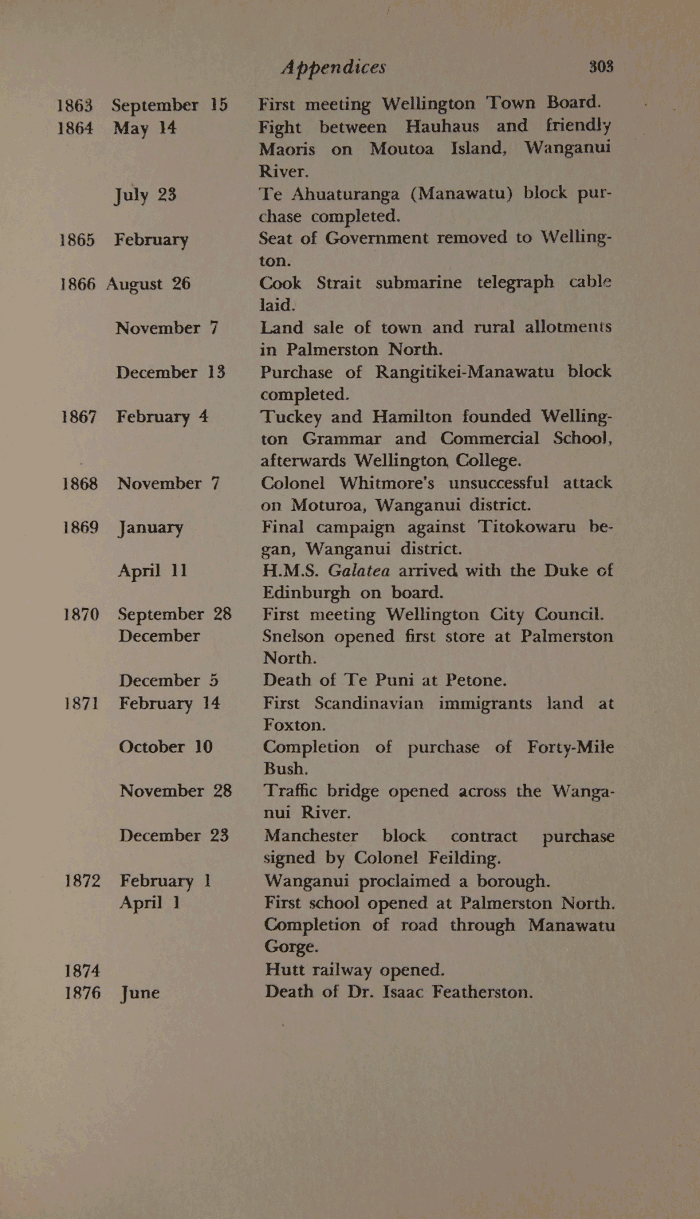 Appendices 303
1863 September 15 First meeting Wellington Town Board.
1864 May 14 Fight between Hauhaus and friendly
Maoris on Moutoa Island, Wanganui
River.
July 23 Te Ahuaturanga (Manawatu) block pur-
chase completed.
1865 February Seat of Government removed to Welling-
ton.
1866 August 26 Cook Strait submarine telegraph cable
laid.
November 7 Land sale of town and rural allotments
in Palmerston North.
December 13 Purchase of Rangitikei-Manawatu block
completed.
1867 February 4 Tuckey and Hamilton founded Welling-
ton Grammar and Commercial School,
afterwards Wellington College.
1868 November 7 Colonel Whitmore's unsuccessful attack
on Moturoa, Wanganui district.
1869 January Final campaign against Titokowaru be-
gan, Wanganui district.
April 11 H.M.S. Galatea arrived with the Duke of
Edinburgh on board.
1870 September 28 First meeting Wellington City Council.
December Snelson opened first store at Palmerston
North.
December 5 Death of Te Puni at Petone.
1871 February 14 First Scandinavian immigrants land at
Foxton.
October 10 Completion of purchase of Forty-Mile
Bush.
November 28 Traffic bridge opened across the Wanga-
nui River.
December 23 Manchester block contract purchase
signed by Colonel Feilding.
1872 February 1 Wanganui proclaimed a borough.
April 1 First school opened at Palmerston North.
Completion of road through Manawatu
Gorge.
1874 Hutt railway opened.
1876 June Death of Dr. Isaac Featherston.